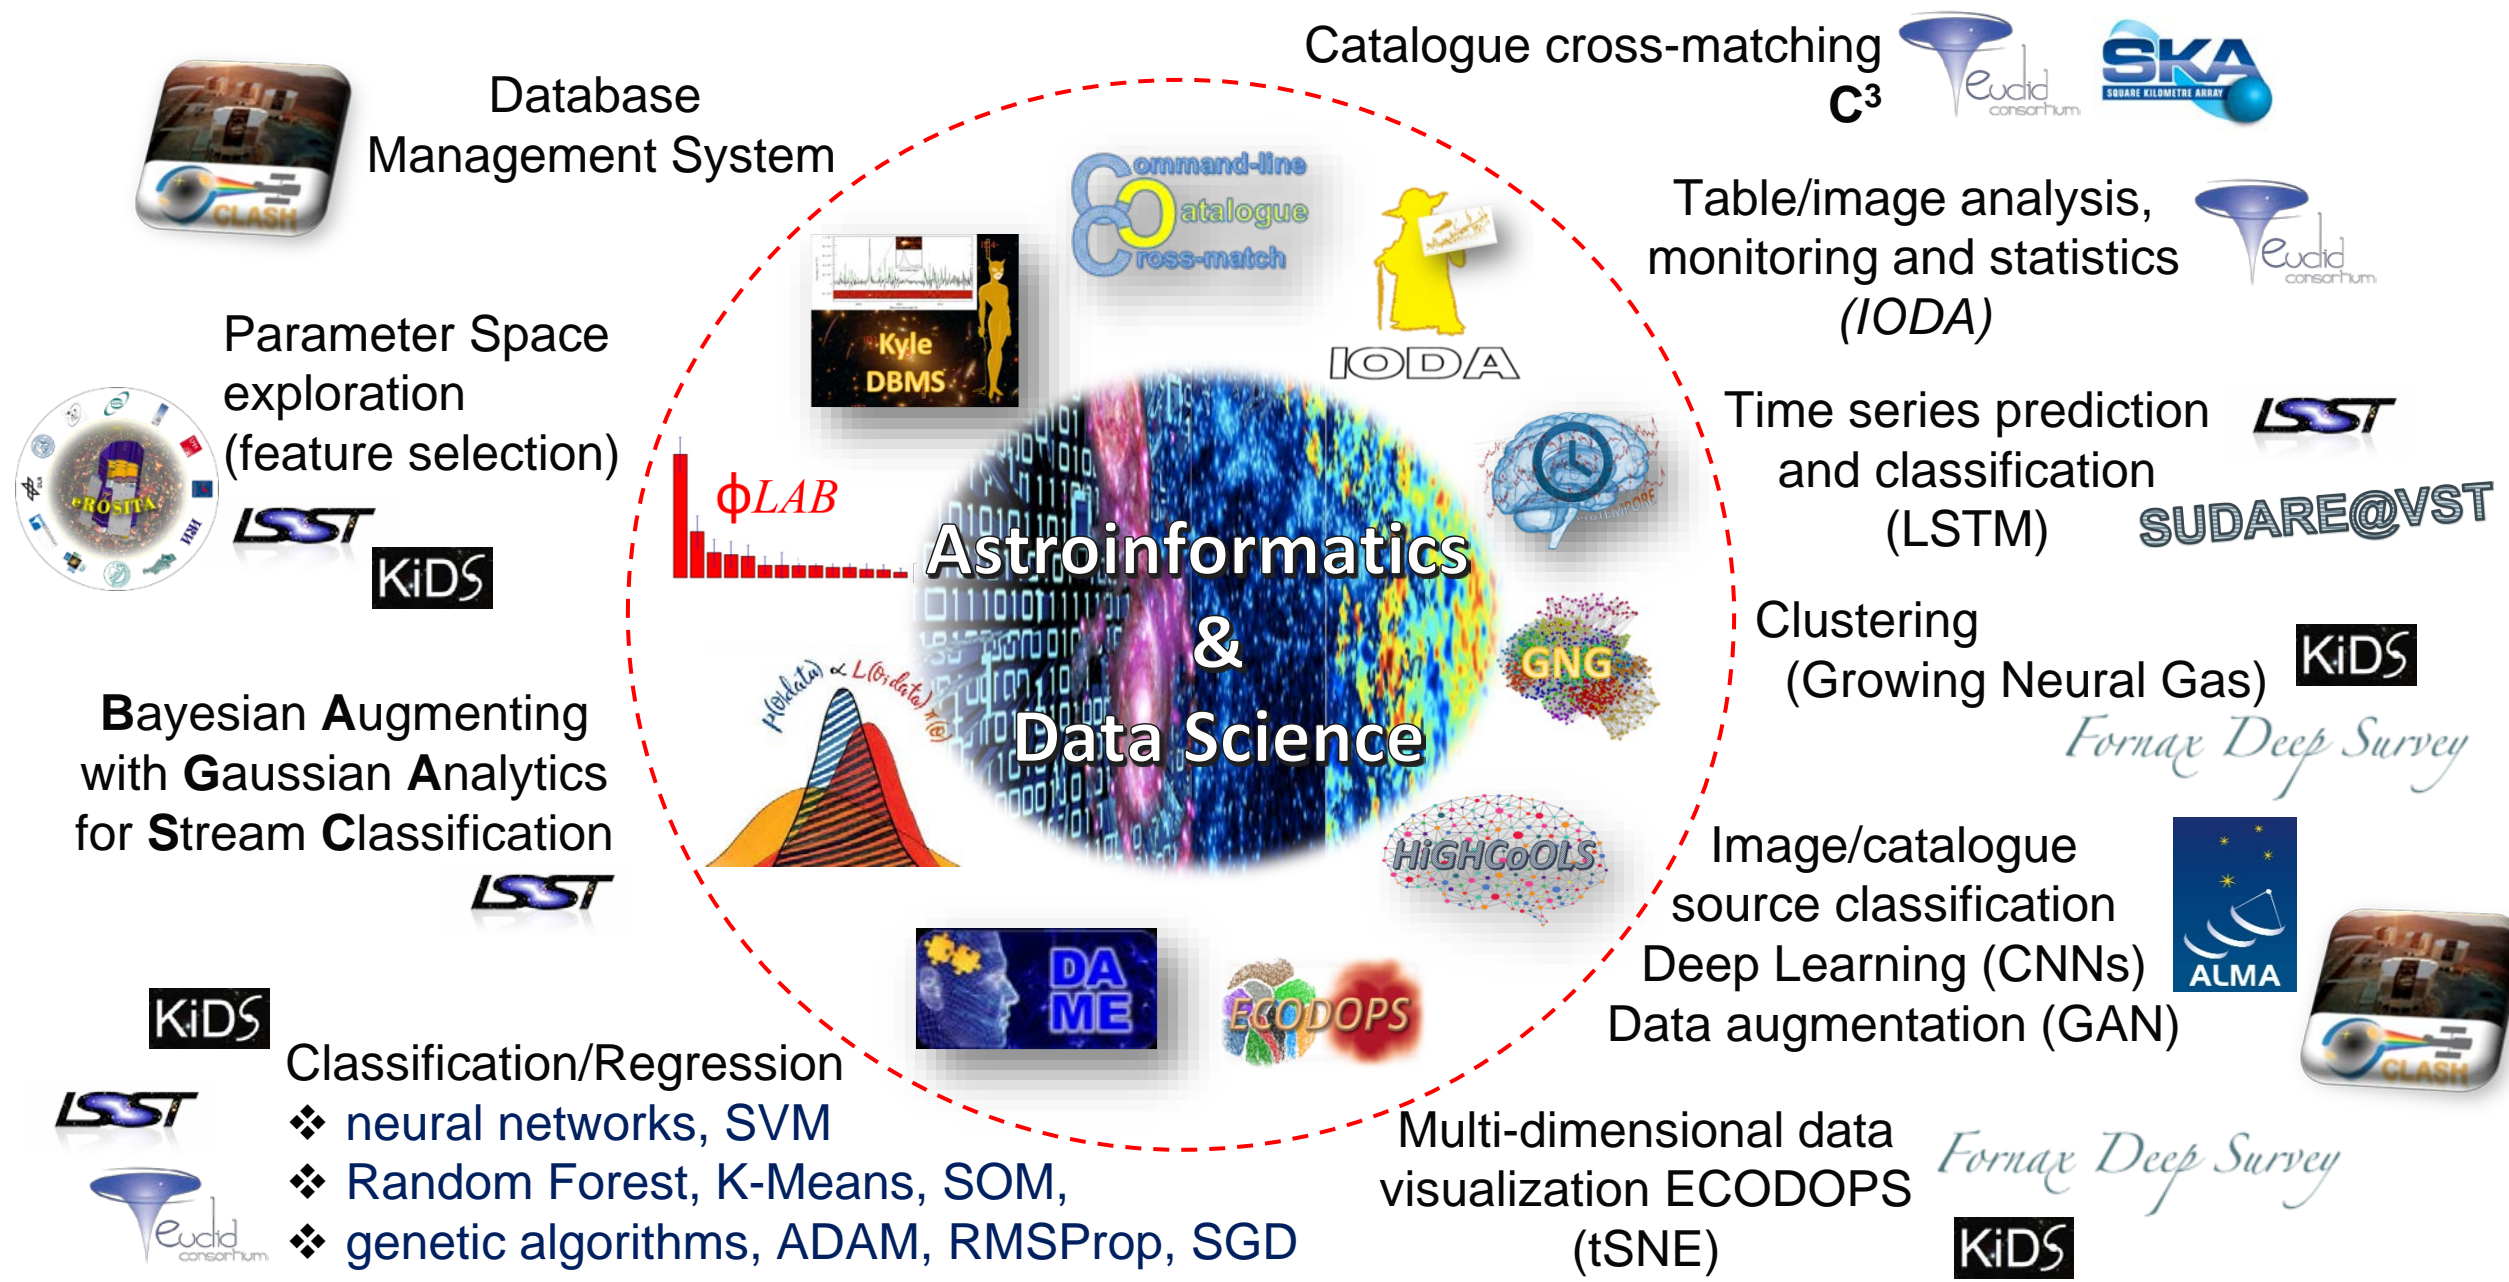 Database
Management System
CLASH
Catalogue cross-matching
C³
euclid
consortium
SKA
SQUARE KILOMETRE ARRAY
Command-line
Catalogue
Cross-match
Table/image analysis,
monitoring and statistics
(IODA)
euclid
consortium
IODA
Kyle
DBMS
Parameter Space
exploration
(feature selection)
eROSITA
DLR
LSST
KiDS
ϕLAB
Time series prediction
and classification
(LSTM)
LSST
SUDARE@VST
Astroinformatics
&
Data Science
Clustering
(Growing Neural Gas)
KiDS
Fornax Deep Survey
GNG
p(θ|data) ∝ L(θ;data) π(θ)
Bayesian Augmenting
with Gaussian Analytics
for Stream Classification
LSST
HiGHCoOLS
Image/catalogue
source classification
Deep Learning (CNNs)
Data augmentation (GAN)
ALMA
CLASH
DA
ME
ECODOPS
KiDS
LSST
euclid
consortium
Classification/Regression
❖ neural networks, SVM
❖ Random Forest, K-Means, SOM,
❖ genetic algorithms, ADAM, RMSProp, SGD
Multi-dimensional data
visualization ECODOPS
(tSNE)
Fornax Deep Survey
KiDS